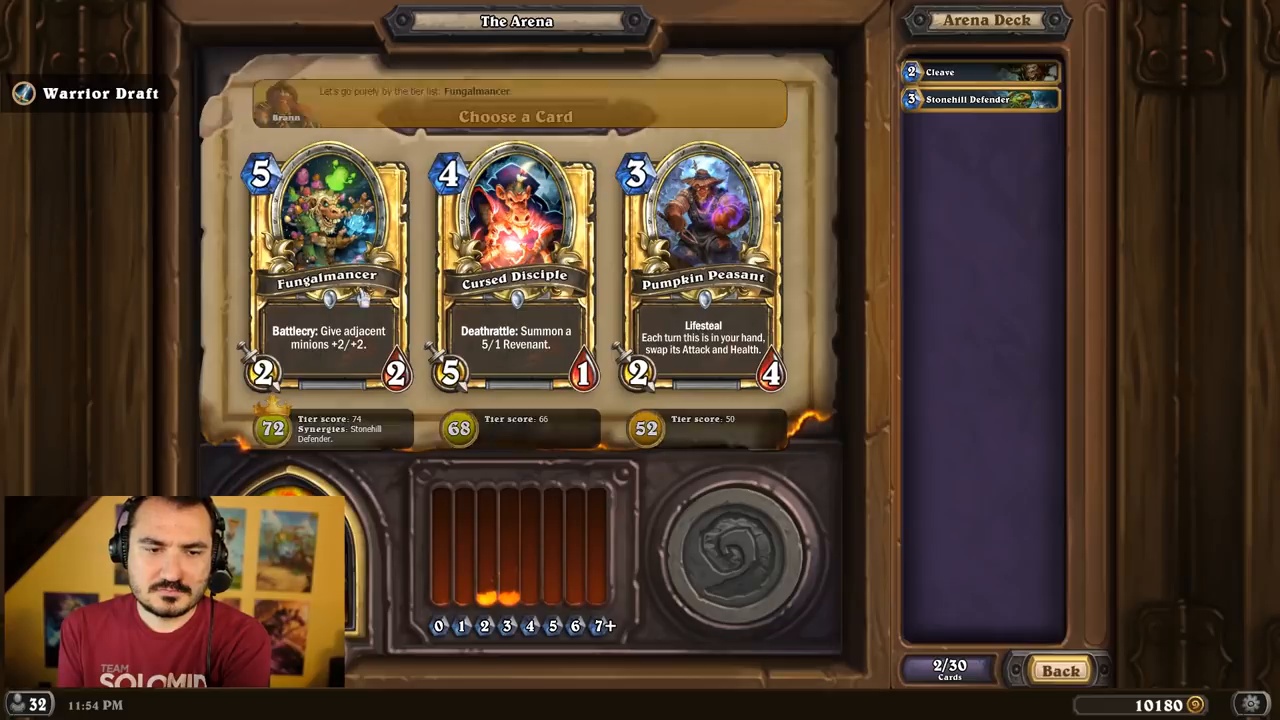 The Arena
Arena Deck
2 Cleave
3 Stonehill Defender
Warrior Draft
Let's go purely by the tier list: Fungalmancer.
Brann
Choose a Card
5
Fungalmancer
Battlecry: Give adjacent
minions +2/+2.
2 2
4
Cursed Disciple
Deathrattle: Summon a
5/1 Revenant.
5 1
3
Pumpkin Peasant
Lifesteal
Each turn this is in your hand,
swap its Attack and Health.
2 4
72
Tier score: 74
Synergies: Stonehill
Defender.
68
Tier score: 66
52
Tier score: 50
0 1 2 3 4 5 6 7+
TEAM
SOLOMID
2/30
Cards
Back
32
11:54 PM
10180